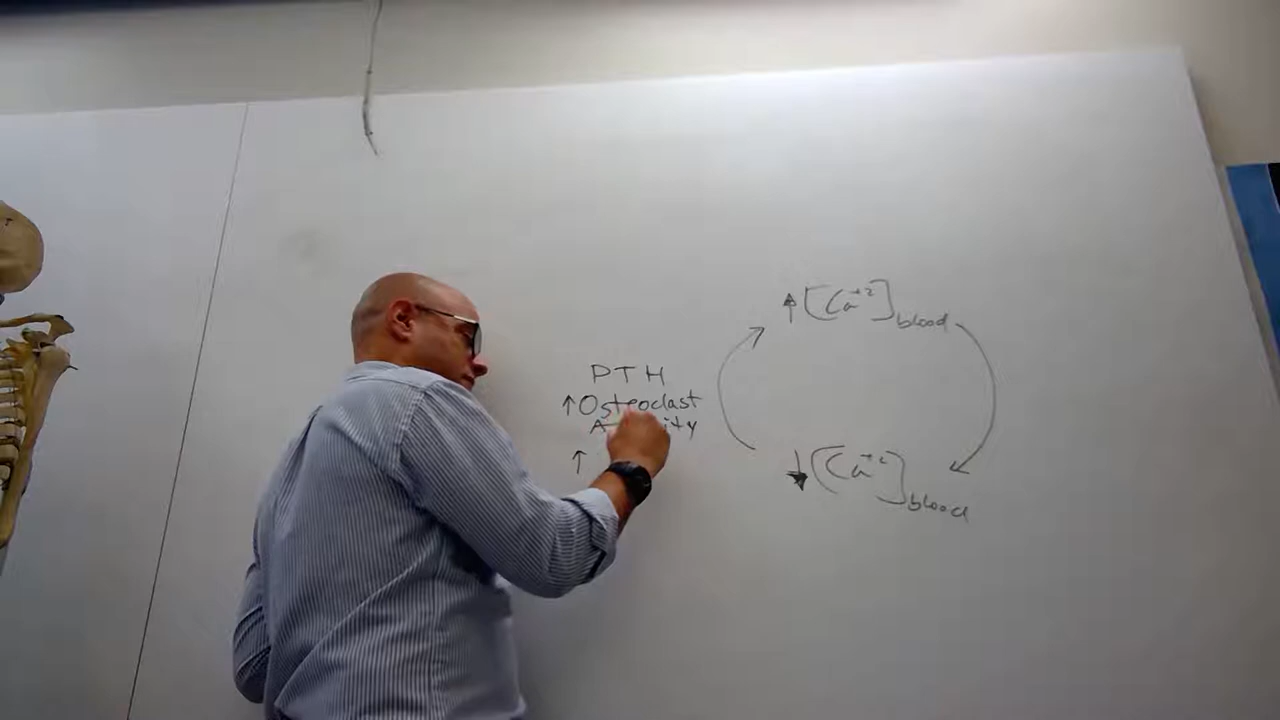 ↑[Ca+2]blood
PTH
↑Osteoclast
↑
↓[Ca+2]blood